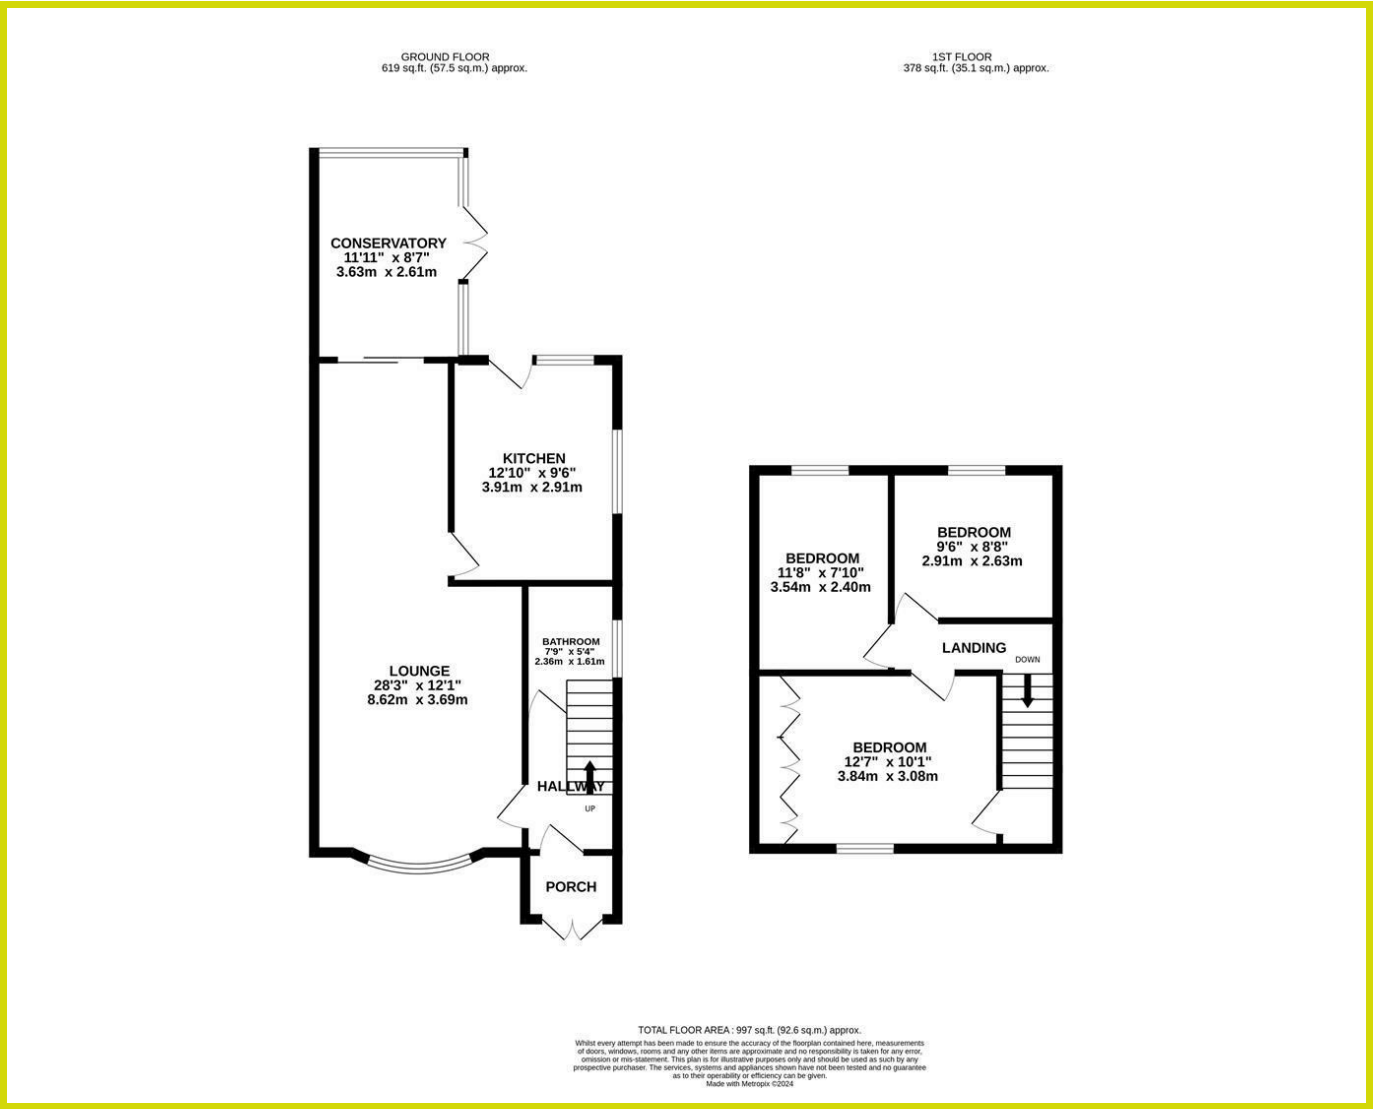 GROUND FLOOR
619 sq.ft. (57.5 sq.m.) approx.
1ST FLOOR
378 sq.ft. (35.1 sq.m.) approx.
CONSERVATORY
11'11" x 8'7"
3.63m x 2.61m
KITCHEN
12'10" x 9'6"
3.91m x 2.91m
BATHROOM
7'9" x 5'4"
2.36m x 1.61m
LOUNGE
28'3" x 12'1"
8.62m x 3.69m
HALLWAY
UP
PORCH
BEDROOM
11'8" x 7'10"
3.54m x 2.40m
BEDROOM
9'6" x 8'8"
2.91m x 2.63m
LANDING
DOWN
BEDROOM
12'7" x 10'1"
3.84m x 3.08m
TOTAL FLOOR AREA : 997 sq.ft. (92.6 sq.m.) approx.
Whilst every attempt has been made to ensure the accuracy of the floorplan contained here, measurements
of doors, windows, rooms and any other items are approximate and no responsibility is taken for any error,
omission or mis-statement. This plan is for illustrative purposes only and should be used as such by any
prospective purchaser. The services, systems and appliances shown have not been tested and no guarantee
as to their operability or efficiency can be given.
Made with Metropix ©2024